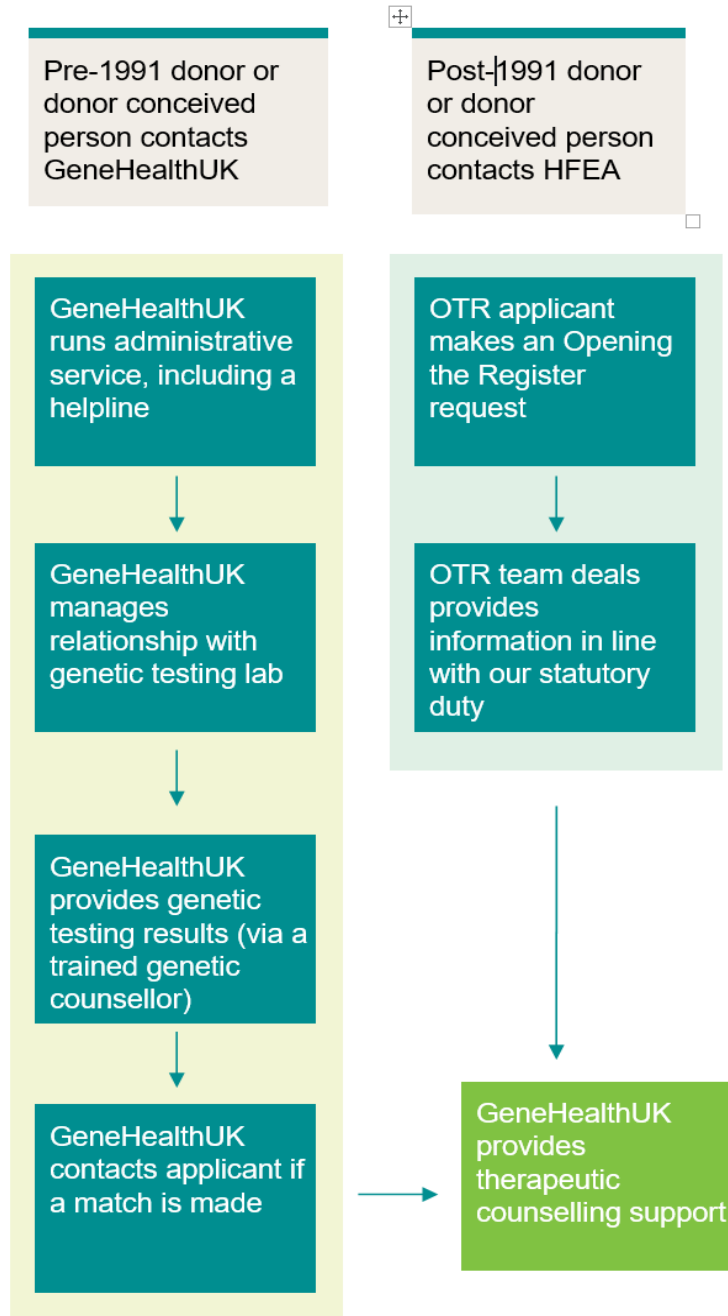 Pre-1991 donor or
donor conceived
person contacts
GeneHealthUK
Post-1991 donor
or donor
conceived person
contacts HFEA
GeneHealthUK
runs administrative
service, including a
helpline
GeneHealthUK
manages
relationship with
genetic testing lab
GeneHealthUK
provides genetic
testing results (via a
trained genetic
counsellor)
GeneHealthUK
contacts applicant if
a match is made
OTR applicant
makes an Opening
the Register
request
OTR team deals
provides
information in line
with our statutory
duty
GeneHealthUK
provides
therapeutic
counselling support